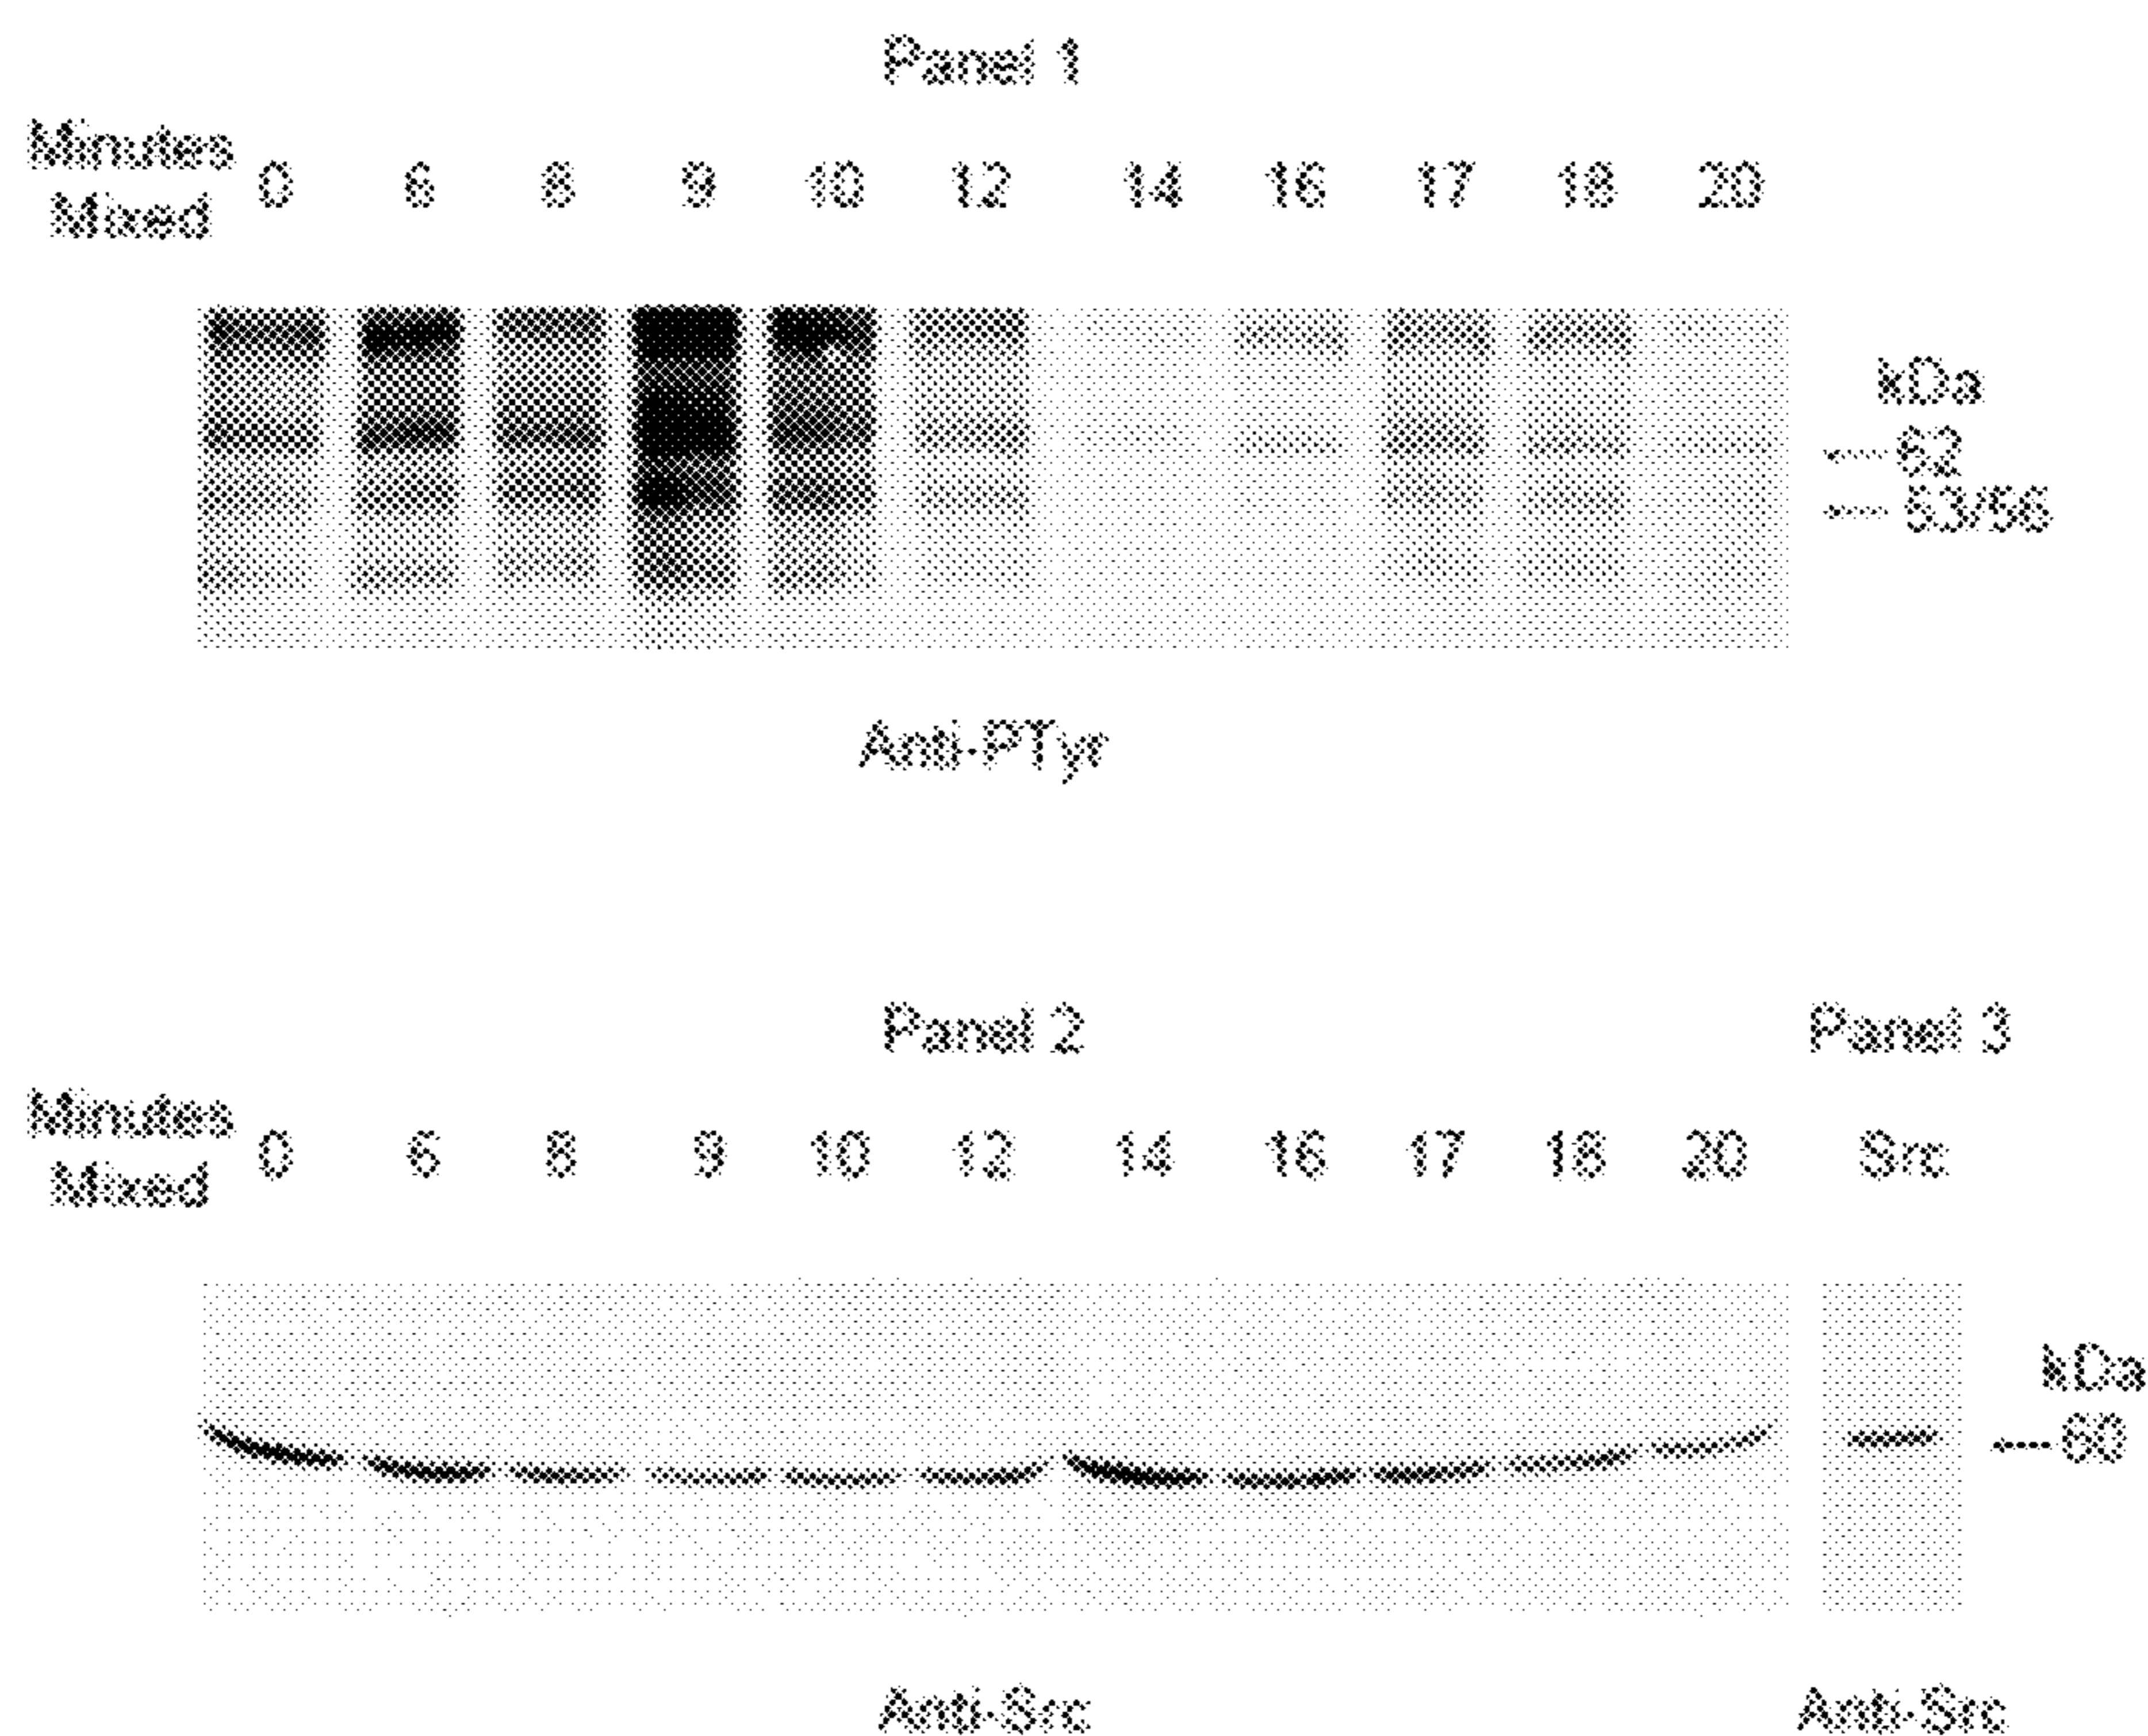 Panel 1
Minutes Mixed 0 6 8 9 10 12 14 16 17 18 20
kDa
62
53/56
Anti-PTyr
Panel 2 Panel 3
Minutes Mixed 0 6 8 9 10 12 14 16 17 18 20 Src
kDa
60
Anti-Src Anti-Src